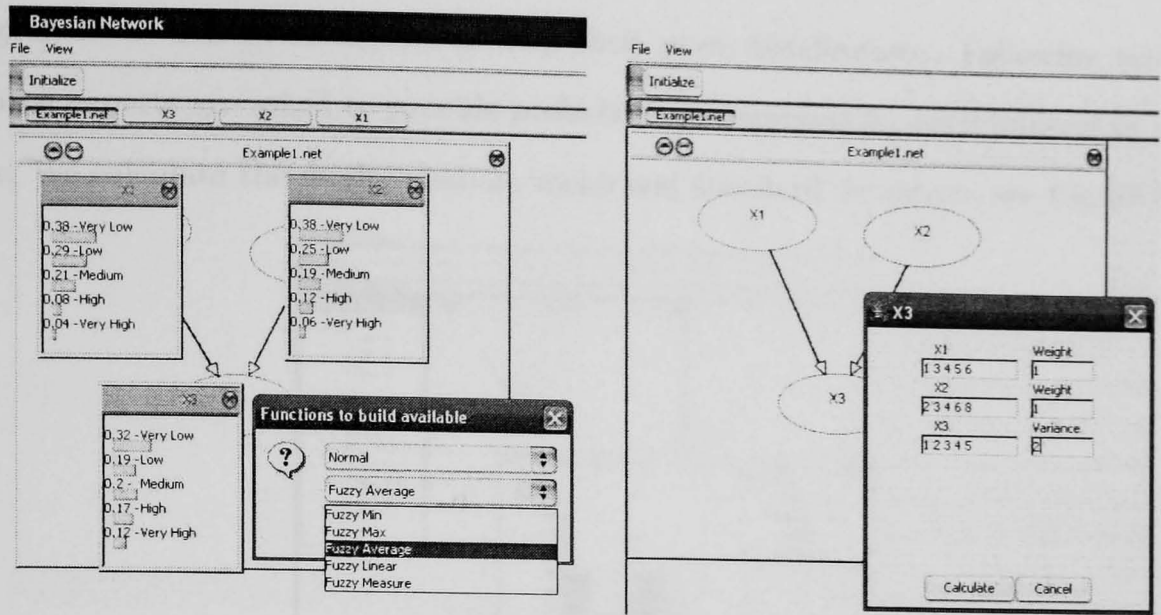 Bayesian Network
File View
Initialize
Example1.net X3 X2 X1
Example1.net
X2
0.38 - Very Low
0.29 - Low
0.21 - Medium
0.08 - High
0.04 - Very High
0.38 - Very Low
0.25 - Low
0.19 - Medium
0.12 - High
0.06 - Very High
X3
0.32 - Very Low
0.19 - Low
0.2 - Medium
0.17 - High
0.12 - Very High
Functions to build available
?
Normal
Fuzzy Average
Fuzzy Min
Fuzzy Max
Fuzzy Average
Fuzzy Linear
Fuzzy Measure
File View
Initialize
Example1.net
Example1.net
X1
X2
X3
X3
X1 Weight
1 3 4 5 6 1
X2 Weight
2 3 4 6 8 1
X3 Variance
1 2 3 4 5 2
Calculate Cancel